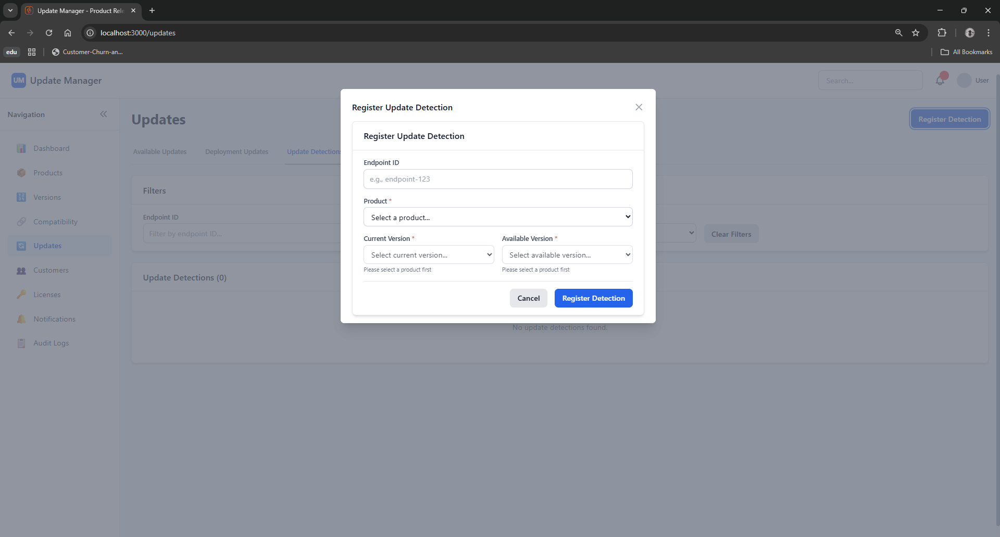 Update Manager - Product Rele
localhost:3000/updates
edu
Customer-Churn-an...
All Bookmarks
UM
Update Manager
Search...
User
Navigation
Dashboard
Products
Versions
Compatibility
Updates
Customers
Licenses
Notifications
Audit Logs
Updates
Register Detection
Available Updates
Deployment Updates
Update Detections
Filters
Endpoint ID
Filter by endpoint ID...
Clear Filters
Update Detections (0)
No update detections found.
Register Update Detection
Register Update Detection
Endpoint ID
e.g., endpoint-123
Product *
Select a product...
Current Version *
Available Version *
Select current version...
Select available version...
Please select a product first
Please select a product first
Cancel
Register Detection